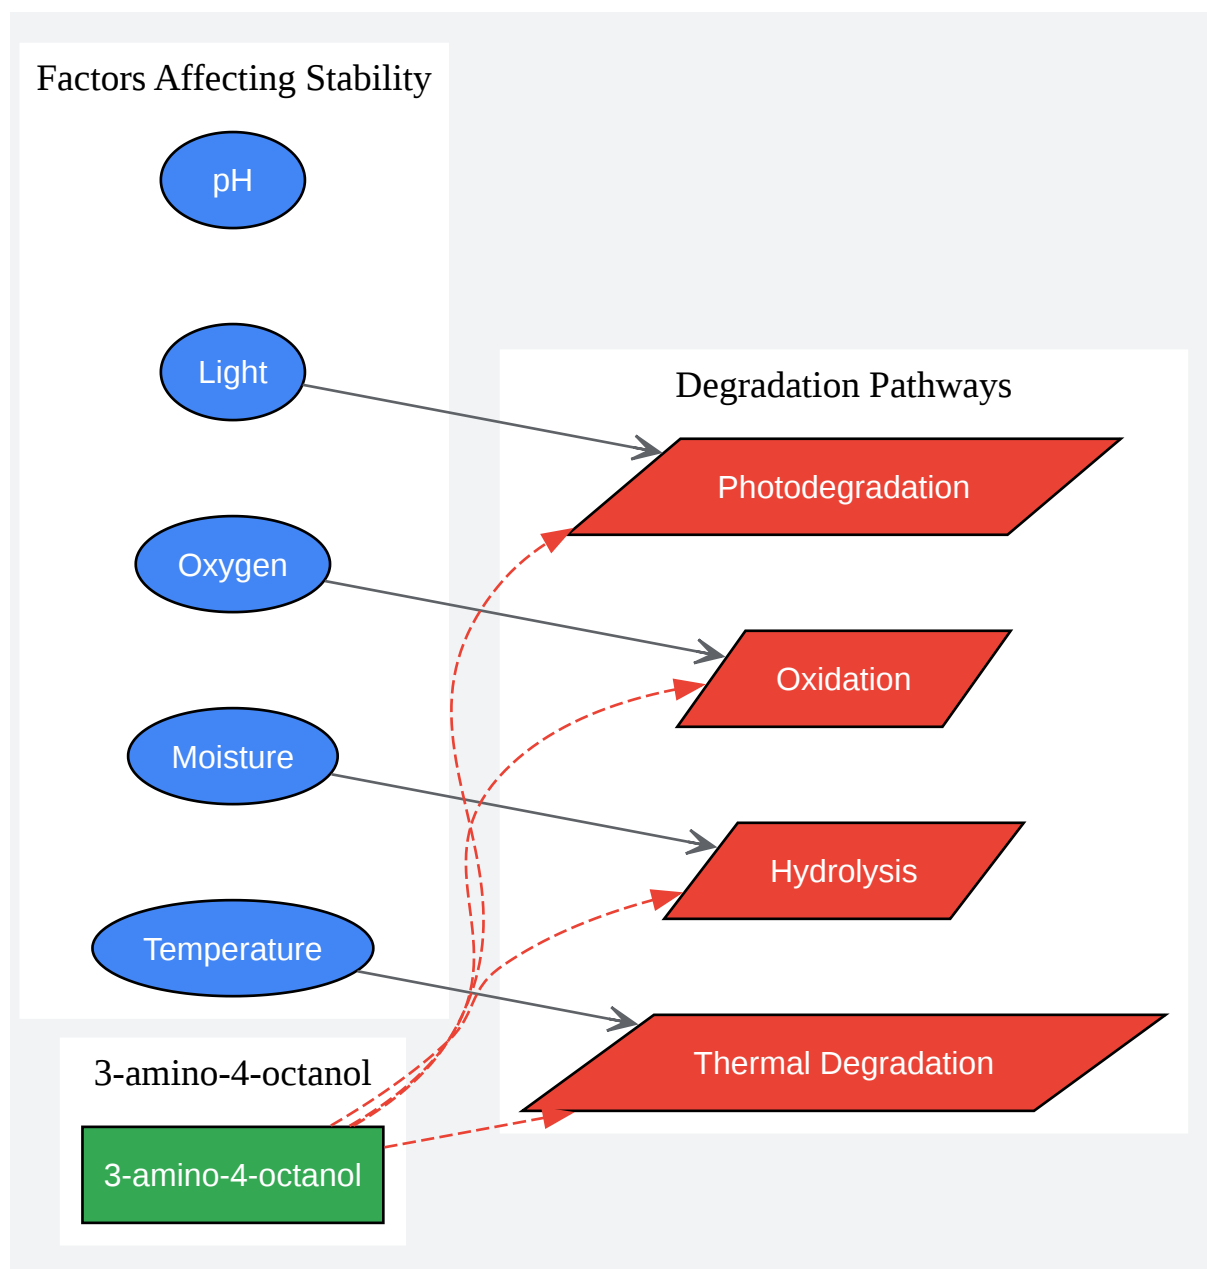 Factors Affecting Stability
pH
Light
Oxygen
Moisture
Temperature
Degradation Pathways
Photodegradation
Oxidation
Hydrolysis
Thermal Degradation
3-amino-4-octanol
3-amino-4-octanol